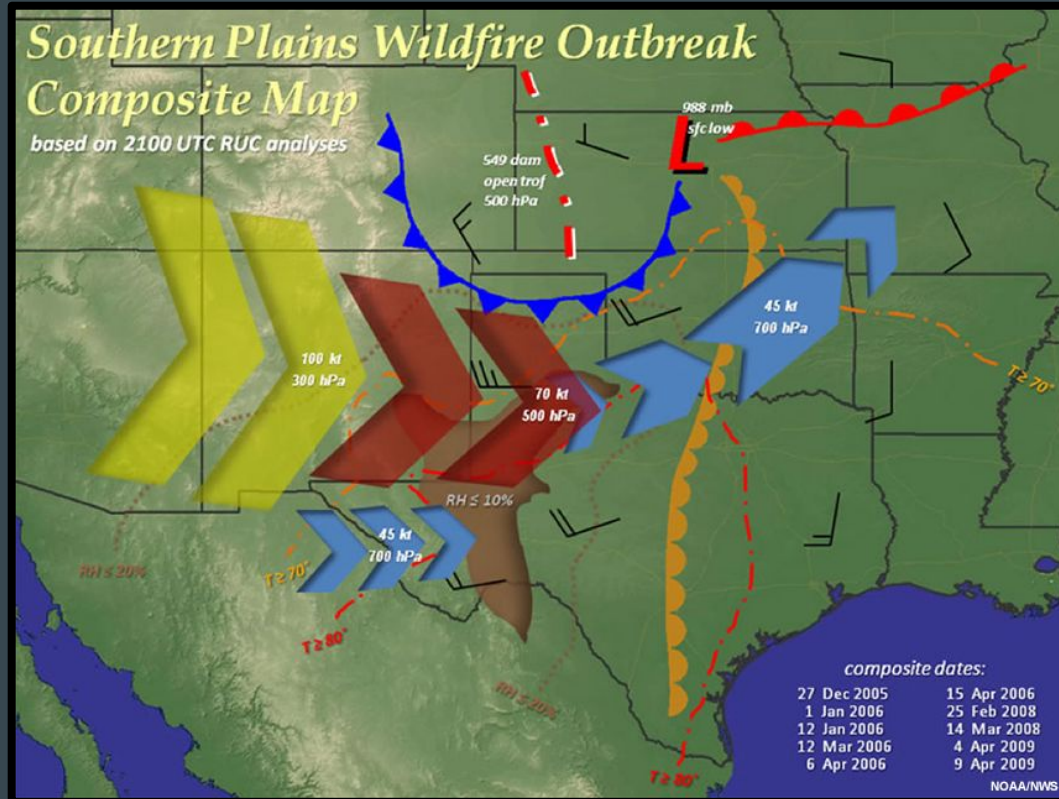 Southern Plains Wildfire Outbreak
Composite Map
based on 2100 UTC RUC analyses
988 mb
sfc low
L
549 dam
open trof
500 hPa
45 kt
700 hPa
100 kt
300 hPa
70 kt
500 hPa
T ≥ 70°
RH ≤ 10%
45 kt
700 hPa
RH ≤ 20%
T ≥ 70°
T ≥ 80°
RH ≤ 20%
T ≥ 80°
composite dates:
27 Dec 2005 15 Apr 2006
1 Jan 2006 25 Feb 2008
12 Jan 2006 14 Mar 2008
12 Mar 2006 4 Apr 2009
6 Apr 2006 9 Apr 2009
NOAA/NWS